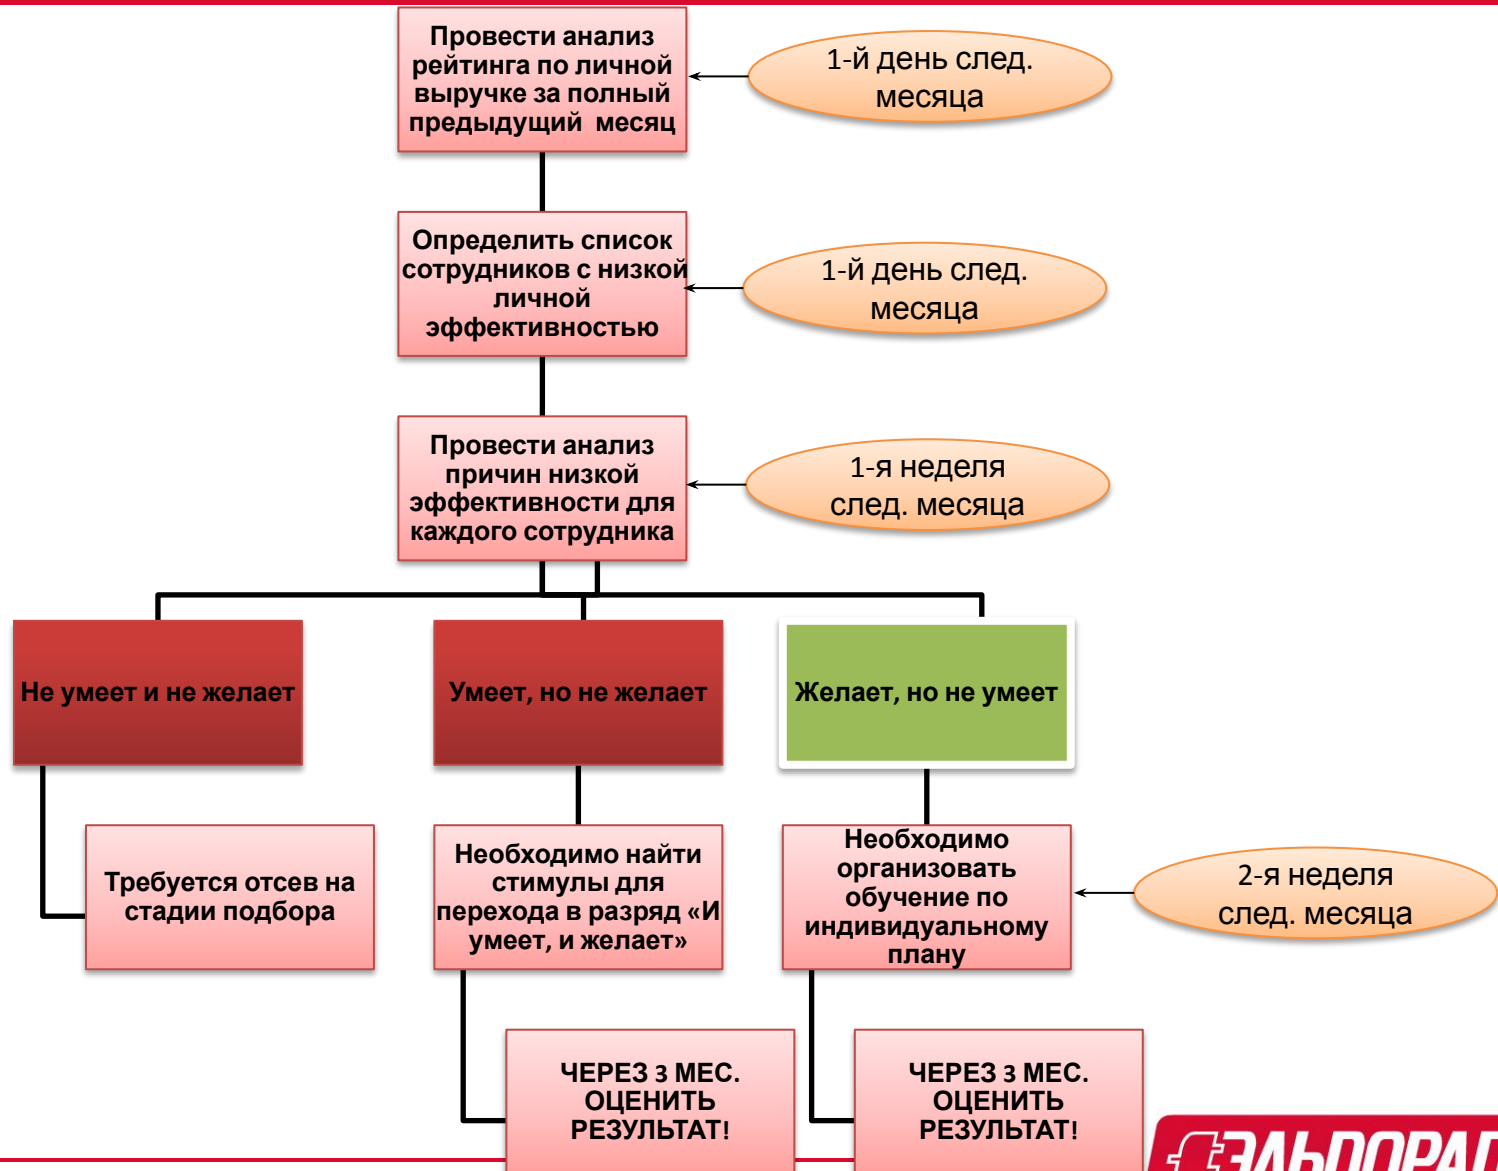 Провести анализ
рейтинга по личной
выручке за полный
предыдущий месяц
1-й день след.
месяца
Определить список
сотрудников с низкой
личной
эффективностью
1-й день след.
месяца
Провести анализ
причин низкой
эффективности для
каждого сотрудника
1-я неделя
след. месяца
Не умеет и не желает
Умеет, но не желает
Желает, но не умеет
Требуется отсев на
стадии подбора
Необходимо найти
стимулы для
перехода в разряд «И
умеет, и желает»
Необходимо
организовать
обучение по
индивидуальному
плану
2-я неделя
след. месяца
ЧЕРЕЗ 3 МЕС.
ОЦЕНИТЬ
РЕЗУЛЬТАТ!
ЧЕРЕЗ 3 МЕС.
ОЦЕНИТЬ
РЕЗУЛЬТАТ!